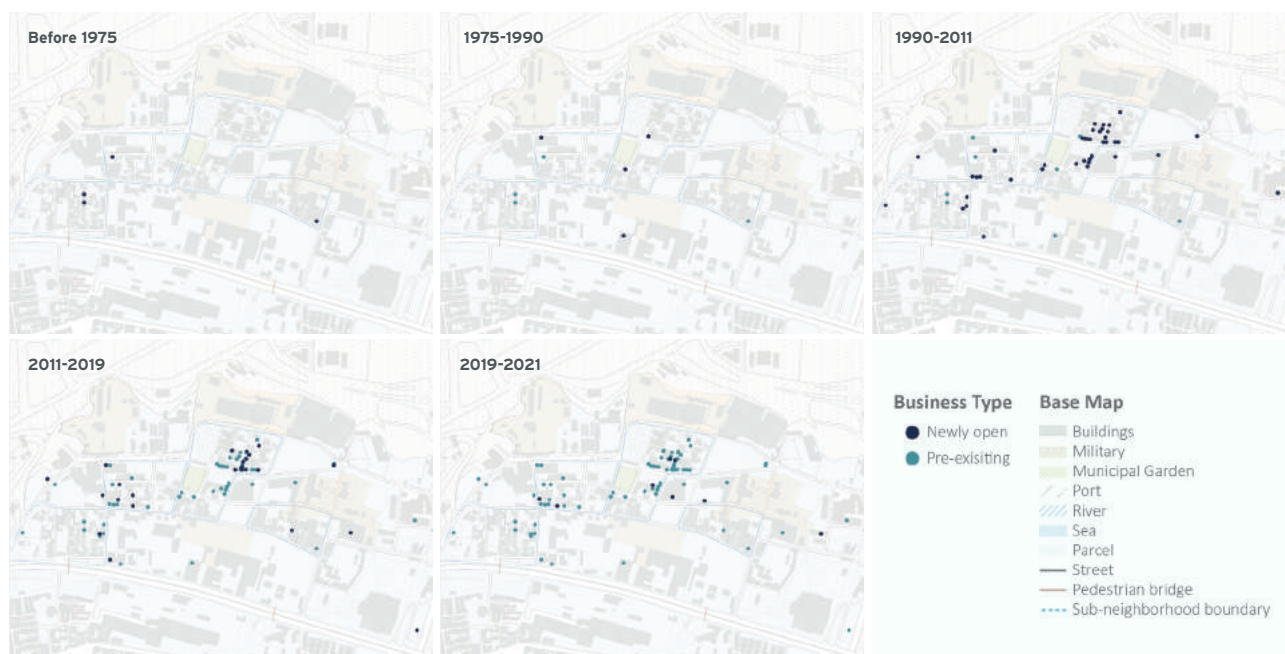 Before 1975
1975-1990
1990-2011
2011-2019
2019-2021
Business Type
Newly open
Pre-exisiting
Base Map
Buildings
Military
Municipal Garden
Port
River
Sea
Parcel
Street
Pedestrian bridge
Sub-neighborhood boundary